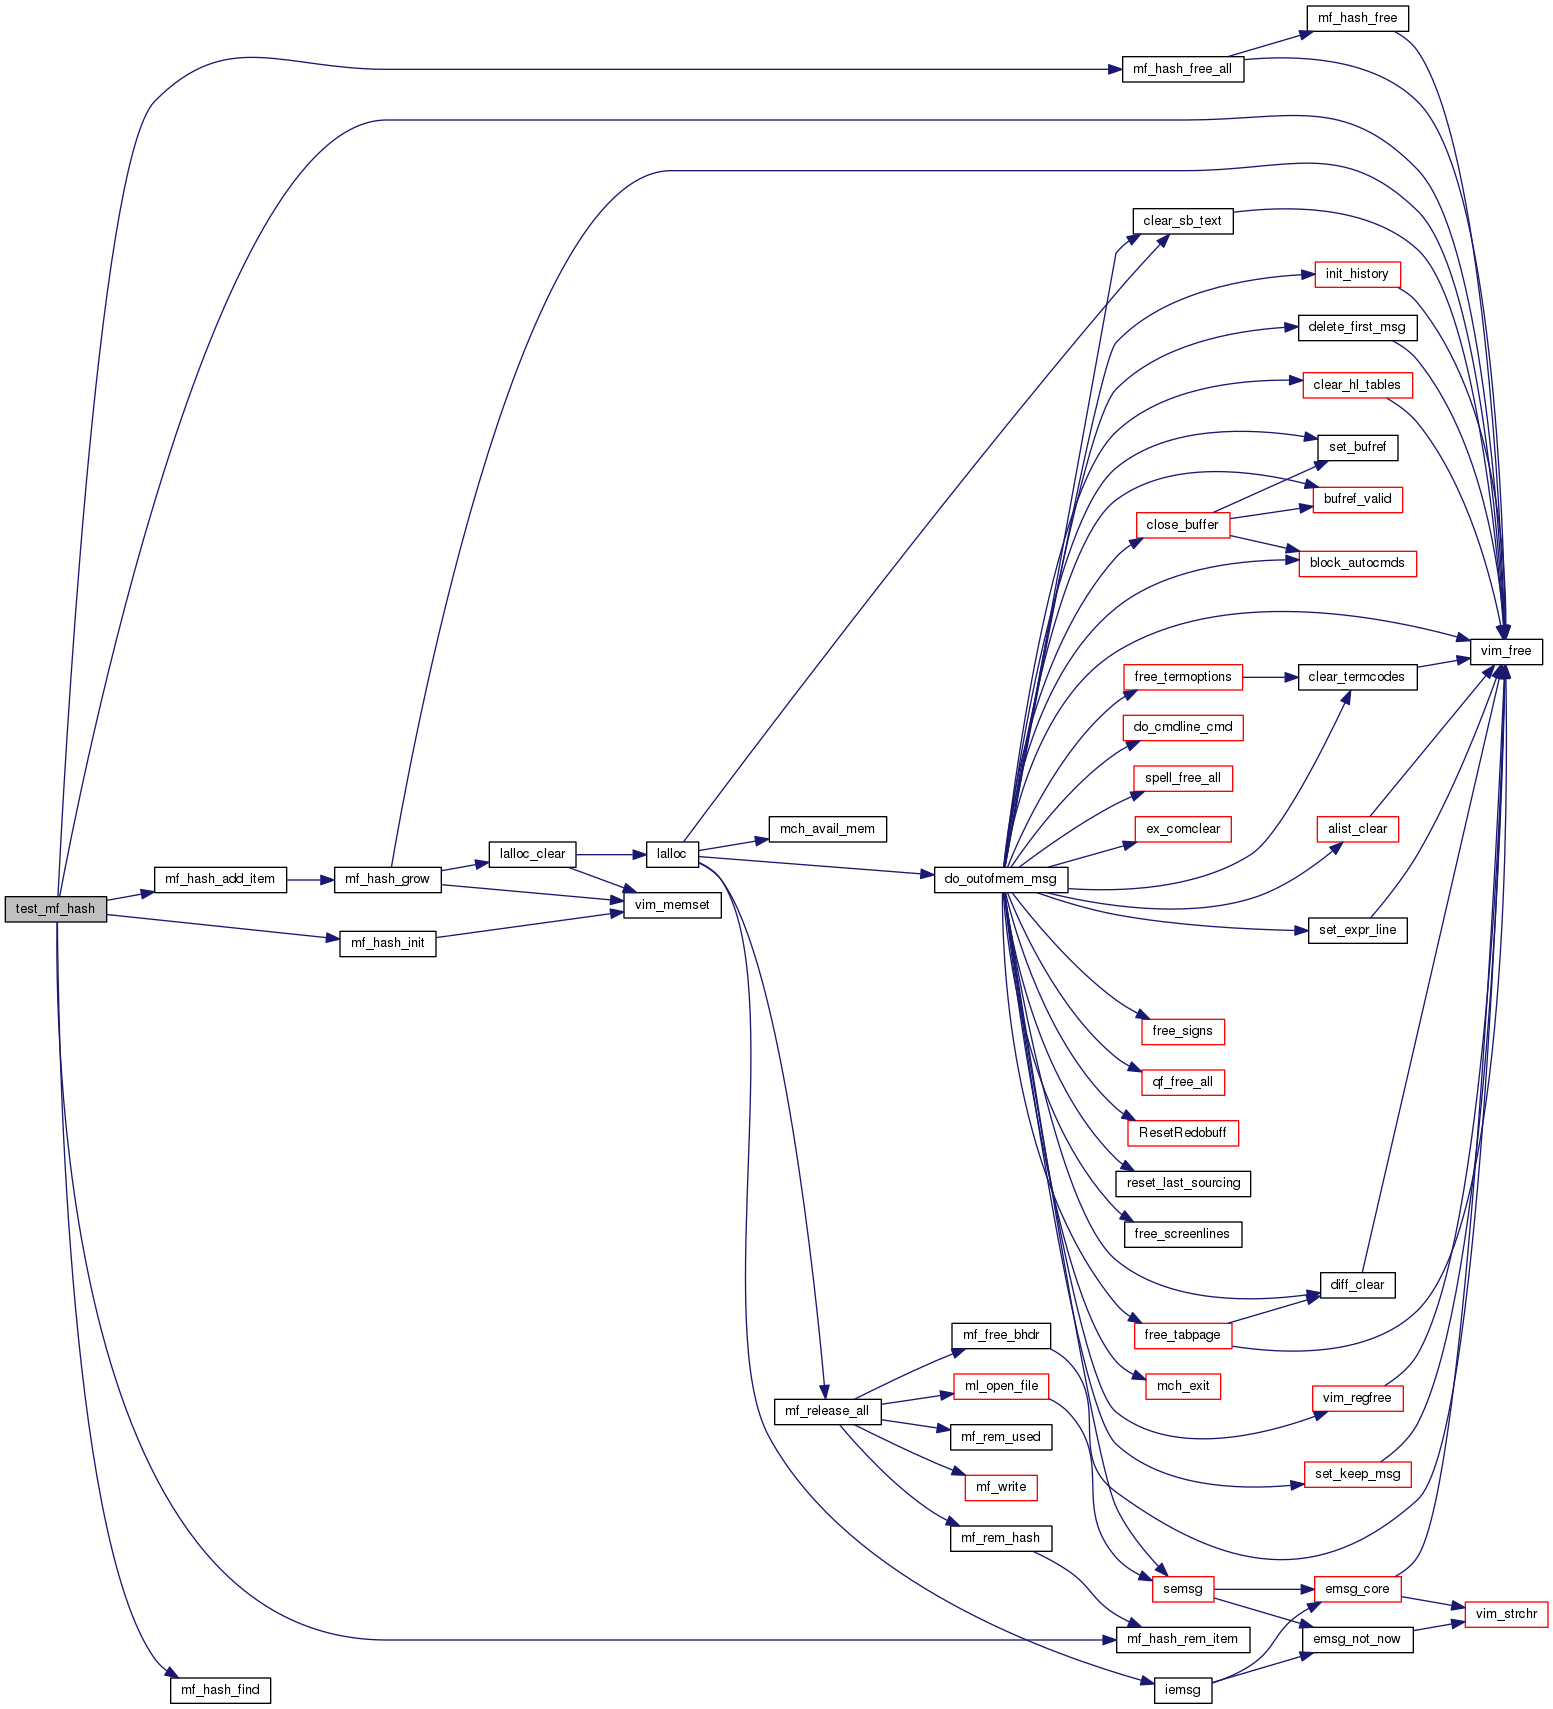 mf_hash_free
mf_hash_free_all
clear_sb_text
init_history
delete_first_msg
clear_hl_tables
set_bufref
bufref_valid
close_buffer
block_autocmds
vim_free
free_termoptions
clear_termcodes
do_cmdline_cmd
spell_free_all
mch_avail_mem
ex_comclear
alist_clear
lalloc_clear
lalloc
mf_hash_add_item
mf_hash_grow
do_outofmem_msg
vim_memset
test_mf_hash
set_expr_line
mf_hash_init
free_signs
qf_free_all
ResetRedobuff
reset_last_sourcing
free_screenlines
diff_clear
mf_free_bhdr
free_tabpage
ml_open_file
mch_exit
vim_regfree
mf_release_all
mf_rem_used
set_keep_msg
mf_write
mf_rem_hash
semsg
emsg_core
vim_strchr
mf_hash_rem_item
emsg_not_now
mf_hash_find
iemsg